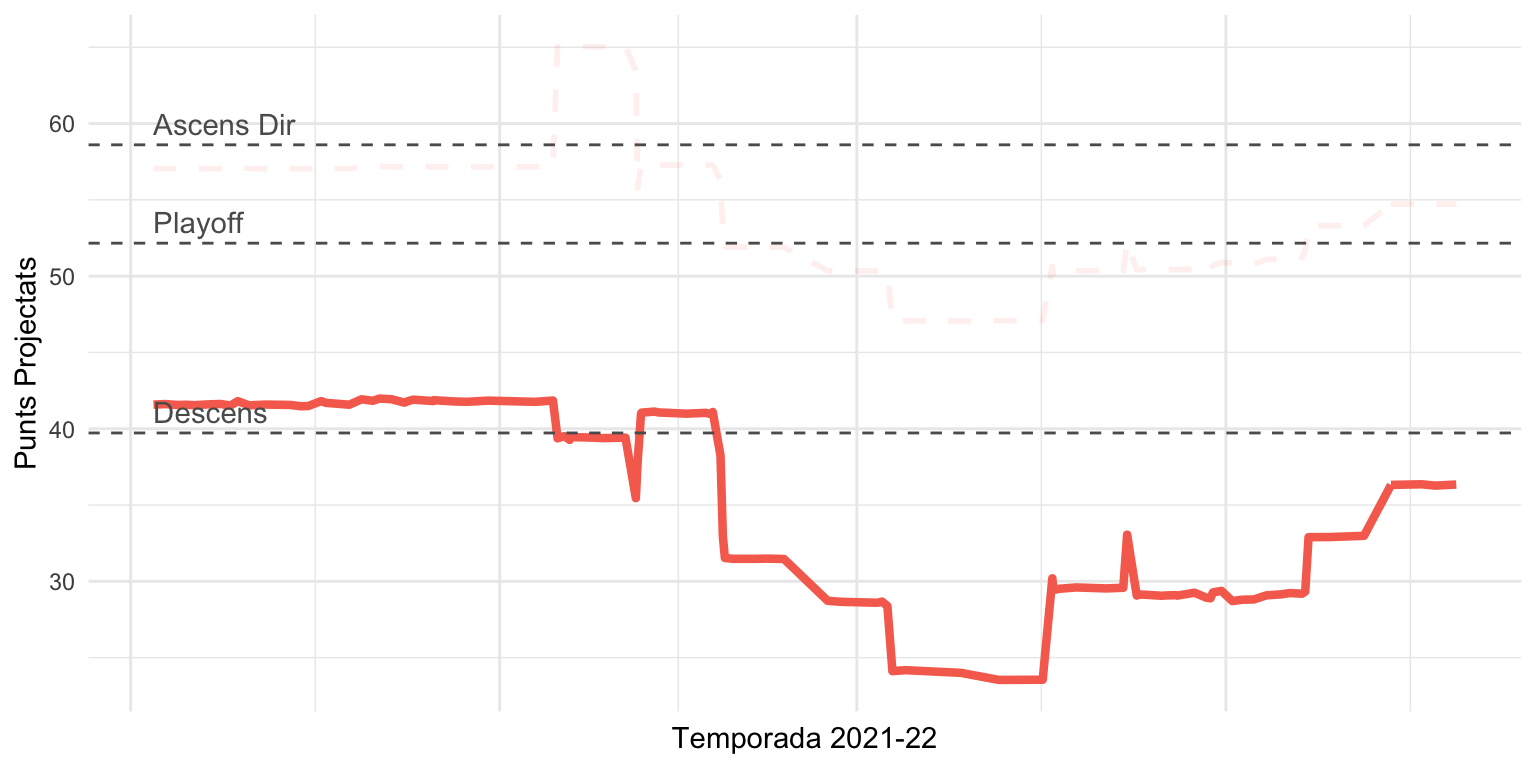 60
50
40
30
Ascens Dir
Playoff
Descens
Punts Projectats
Temporada 2021-22